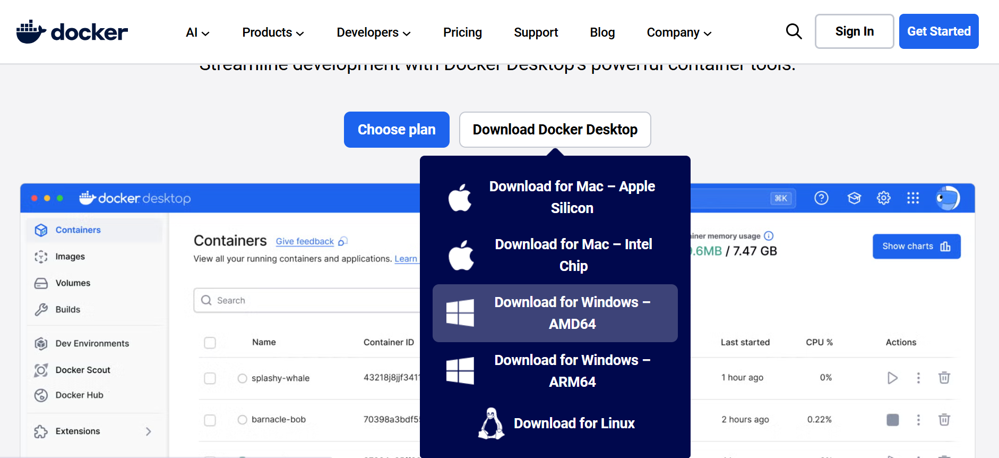 docker
AI
Products
Developers
Pricing
Support
Blog
Company
Sign In
Get Started
Streamline development with Docker Desktop's powerful container tools.
Choose plan
Download Docker Desktop
Download for Mac – Apple
Silicon
Download for Mac – Intel
Chip
Download for Windows –
AMD64
Download for Windows –
ARM64
Download for Linux
docker desktop
⌘K
Containers
Images
Volumes
Builds
Dev Environments
Docker Scout
Docker Hub
Extensions
Containers
Give feedback
View all your running containers and applications. Learn
iner memory usage
.6MB / 7.47 GB
Show charts
Search
Name
Container ID
Last started
CPU %
Actions
splashy-whale
43218j8jjf3411
1 hour ago
0%
barnacle-bob
70398a3bdf5
2 hours ago
0.22%